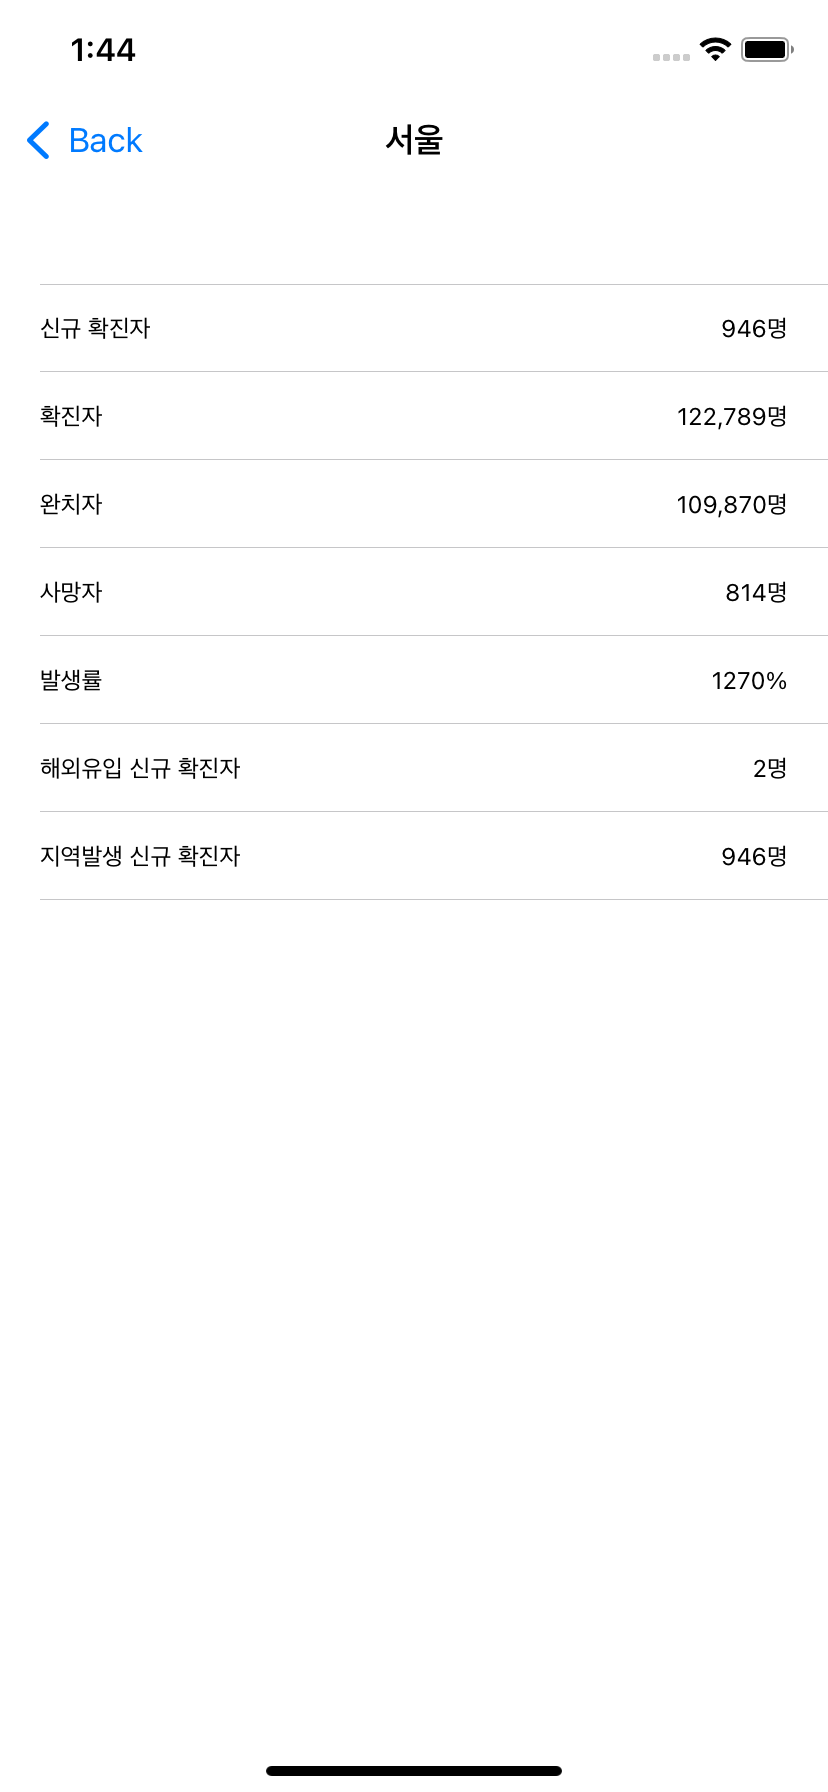 1:44
Back
서울
신규 확진자 946명
확진자 122,789명
완치자 109,870명
사망자 814명
발생률 1270%
해외유입 신규 확진자 2명
지역발생 신규 확진자 946명